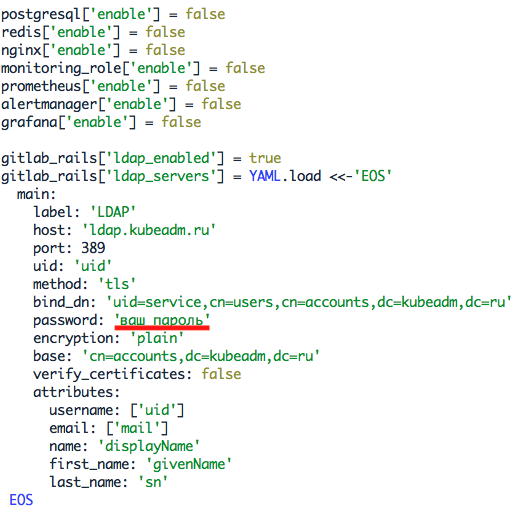 postgresql['enable'] = false
redis['enable'] = false
nginx['enable'] = false
monitoring_role['enable'] = false
prometheus['enable'] = false
alertmanager['enable'] = false
grafana['enable'] = false

gitlab_rails['ldap_enabled'] = true
gitlab_rails['ldap_servers'] = YAML.load <<-'EOS'
  main:
    label: 'LDAP'
    host: 'ldap.kubeadm.ru'
    port: 389
    uid: 'uid'
    method: 'tls'
    bind_dn: 'uid=service,cn=users,cn=accounts,dc=kubeadm,dc=ru'
    password: 'ваш пароль'
    encryption: 'plain'
    base: 'cn=accounts,dc=kubeadm,dc=ru'
    verify_certificates: false
    attributes:
      username: ['uid']
      email: ['mail']
      name: 'displayName'
      first_name: 'givenName'
      last_name: 'sn'
 EOS